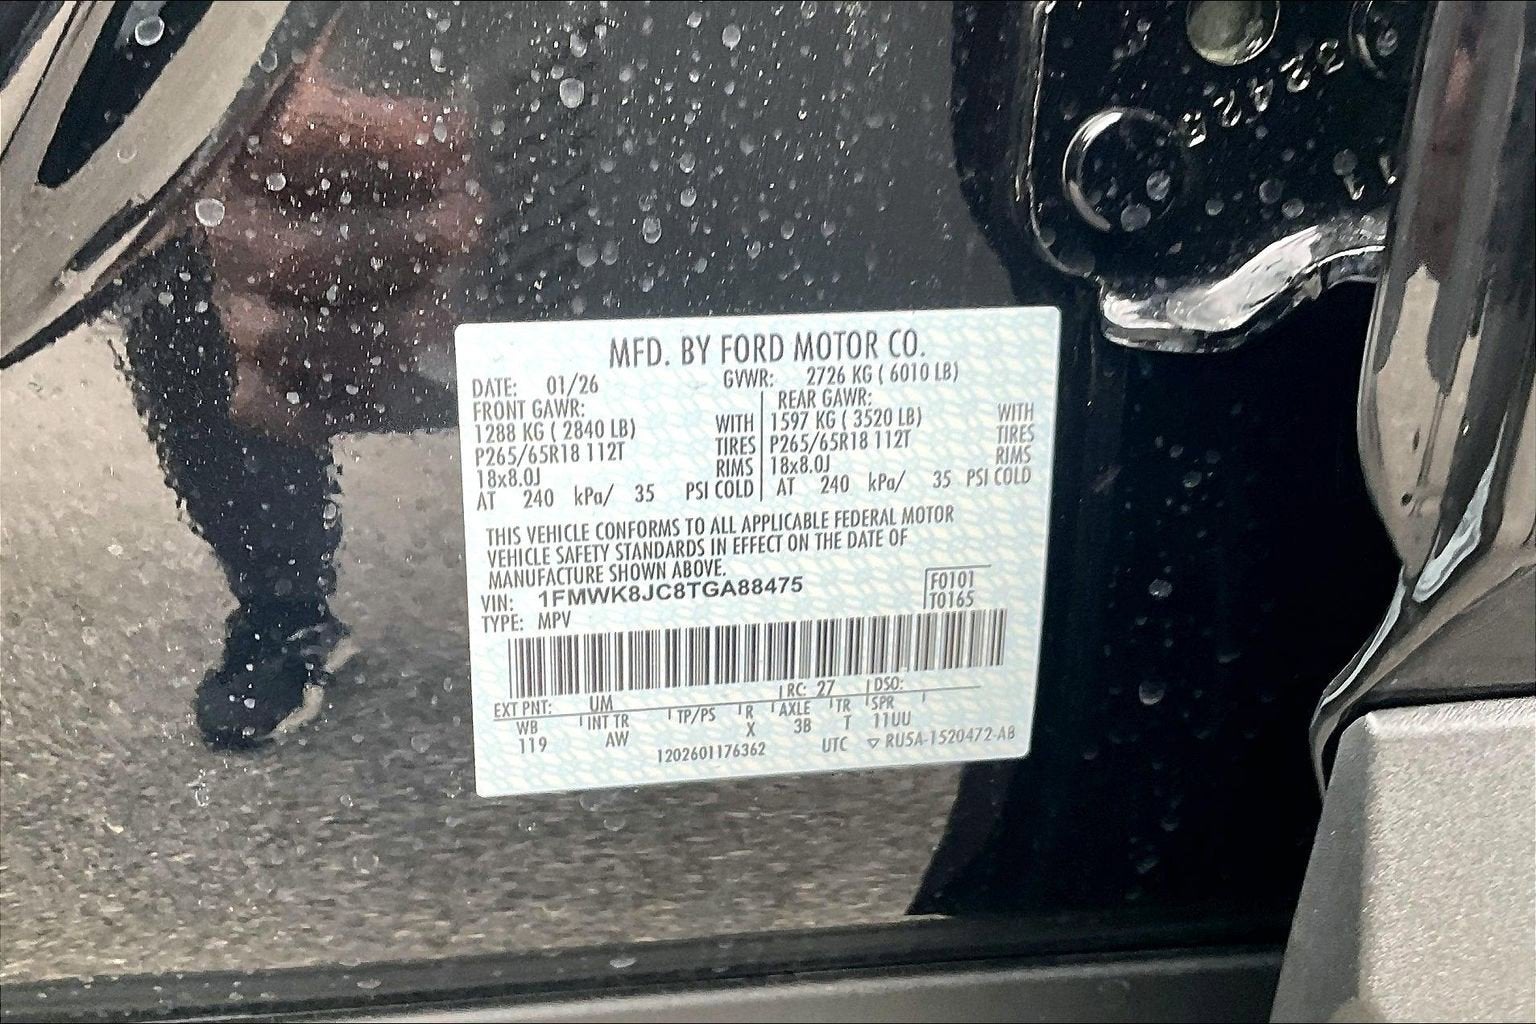 32425
11
MFD. BY FORD MOTOR CO.
DATE: 01/26 GVWR: 2726 KG ( 6010 LB)
FRONT GAWR: REAR GAWR:
1288 KG ( 2840 LB) WITH 1597 KG ( 3520 LB) WITH
P265/65R18 112T TIRES P265/65R18 112T TIRES
18x8.0J RIMS 18x8.0J RIMS
AT 240 kPa/ 35 PSI COLD AT 240 kPa/ 35 PSI COLD
THIS VEHICLE CONFORMS TO ALL APPLICABLE FEDERAL MOTOR
VEHICLE SAFETY STANDARDS IN EFFECT ON THE DATE OF
MANUFACTURE SHOWN ABOVE.
VIN: 1FMWK8JC8TGA88475 F0101
TYPE: MPV T0165
EXT PNT: UM RC: 27 DSO:
WB INT TR TP/PS R AXLE TR SPR
119 AW X 3B T 11UU
1202601176362 UTC ▽ RU5A-1520472-AB